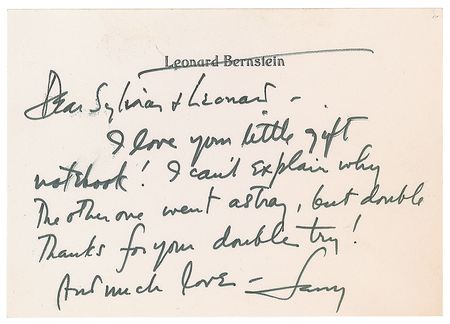 Leonard Bernstein
Dear Sylvia & Leonard -
I love your little gift
notebook! I can't explain why
the other one went astray, but double
thanks for your double try!
And much love -